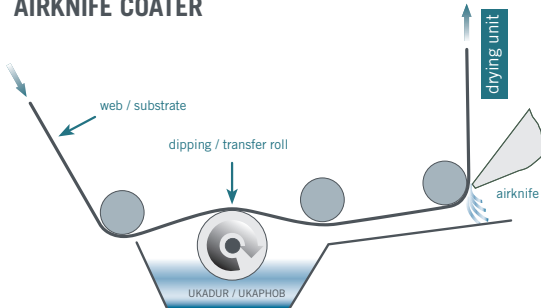 AIRKNIFE COATER
drying unit
web / substrate
dipping / transfer roll
airknife
UKADUR / UKAPHOB